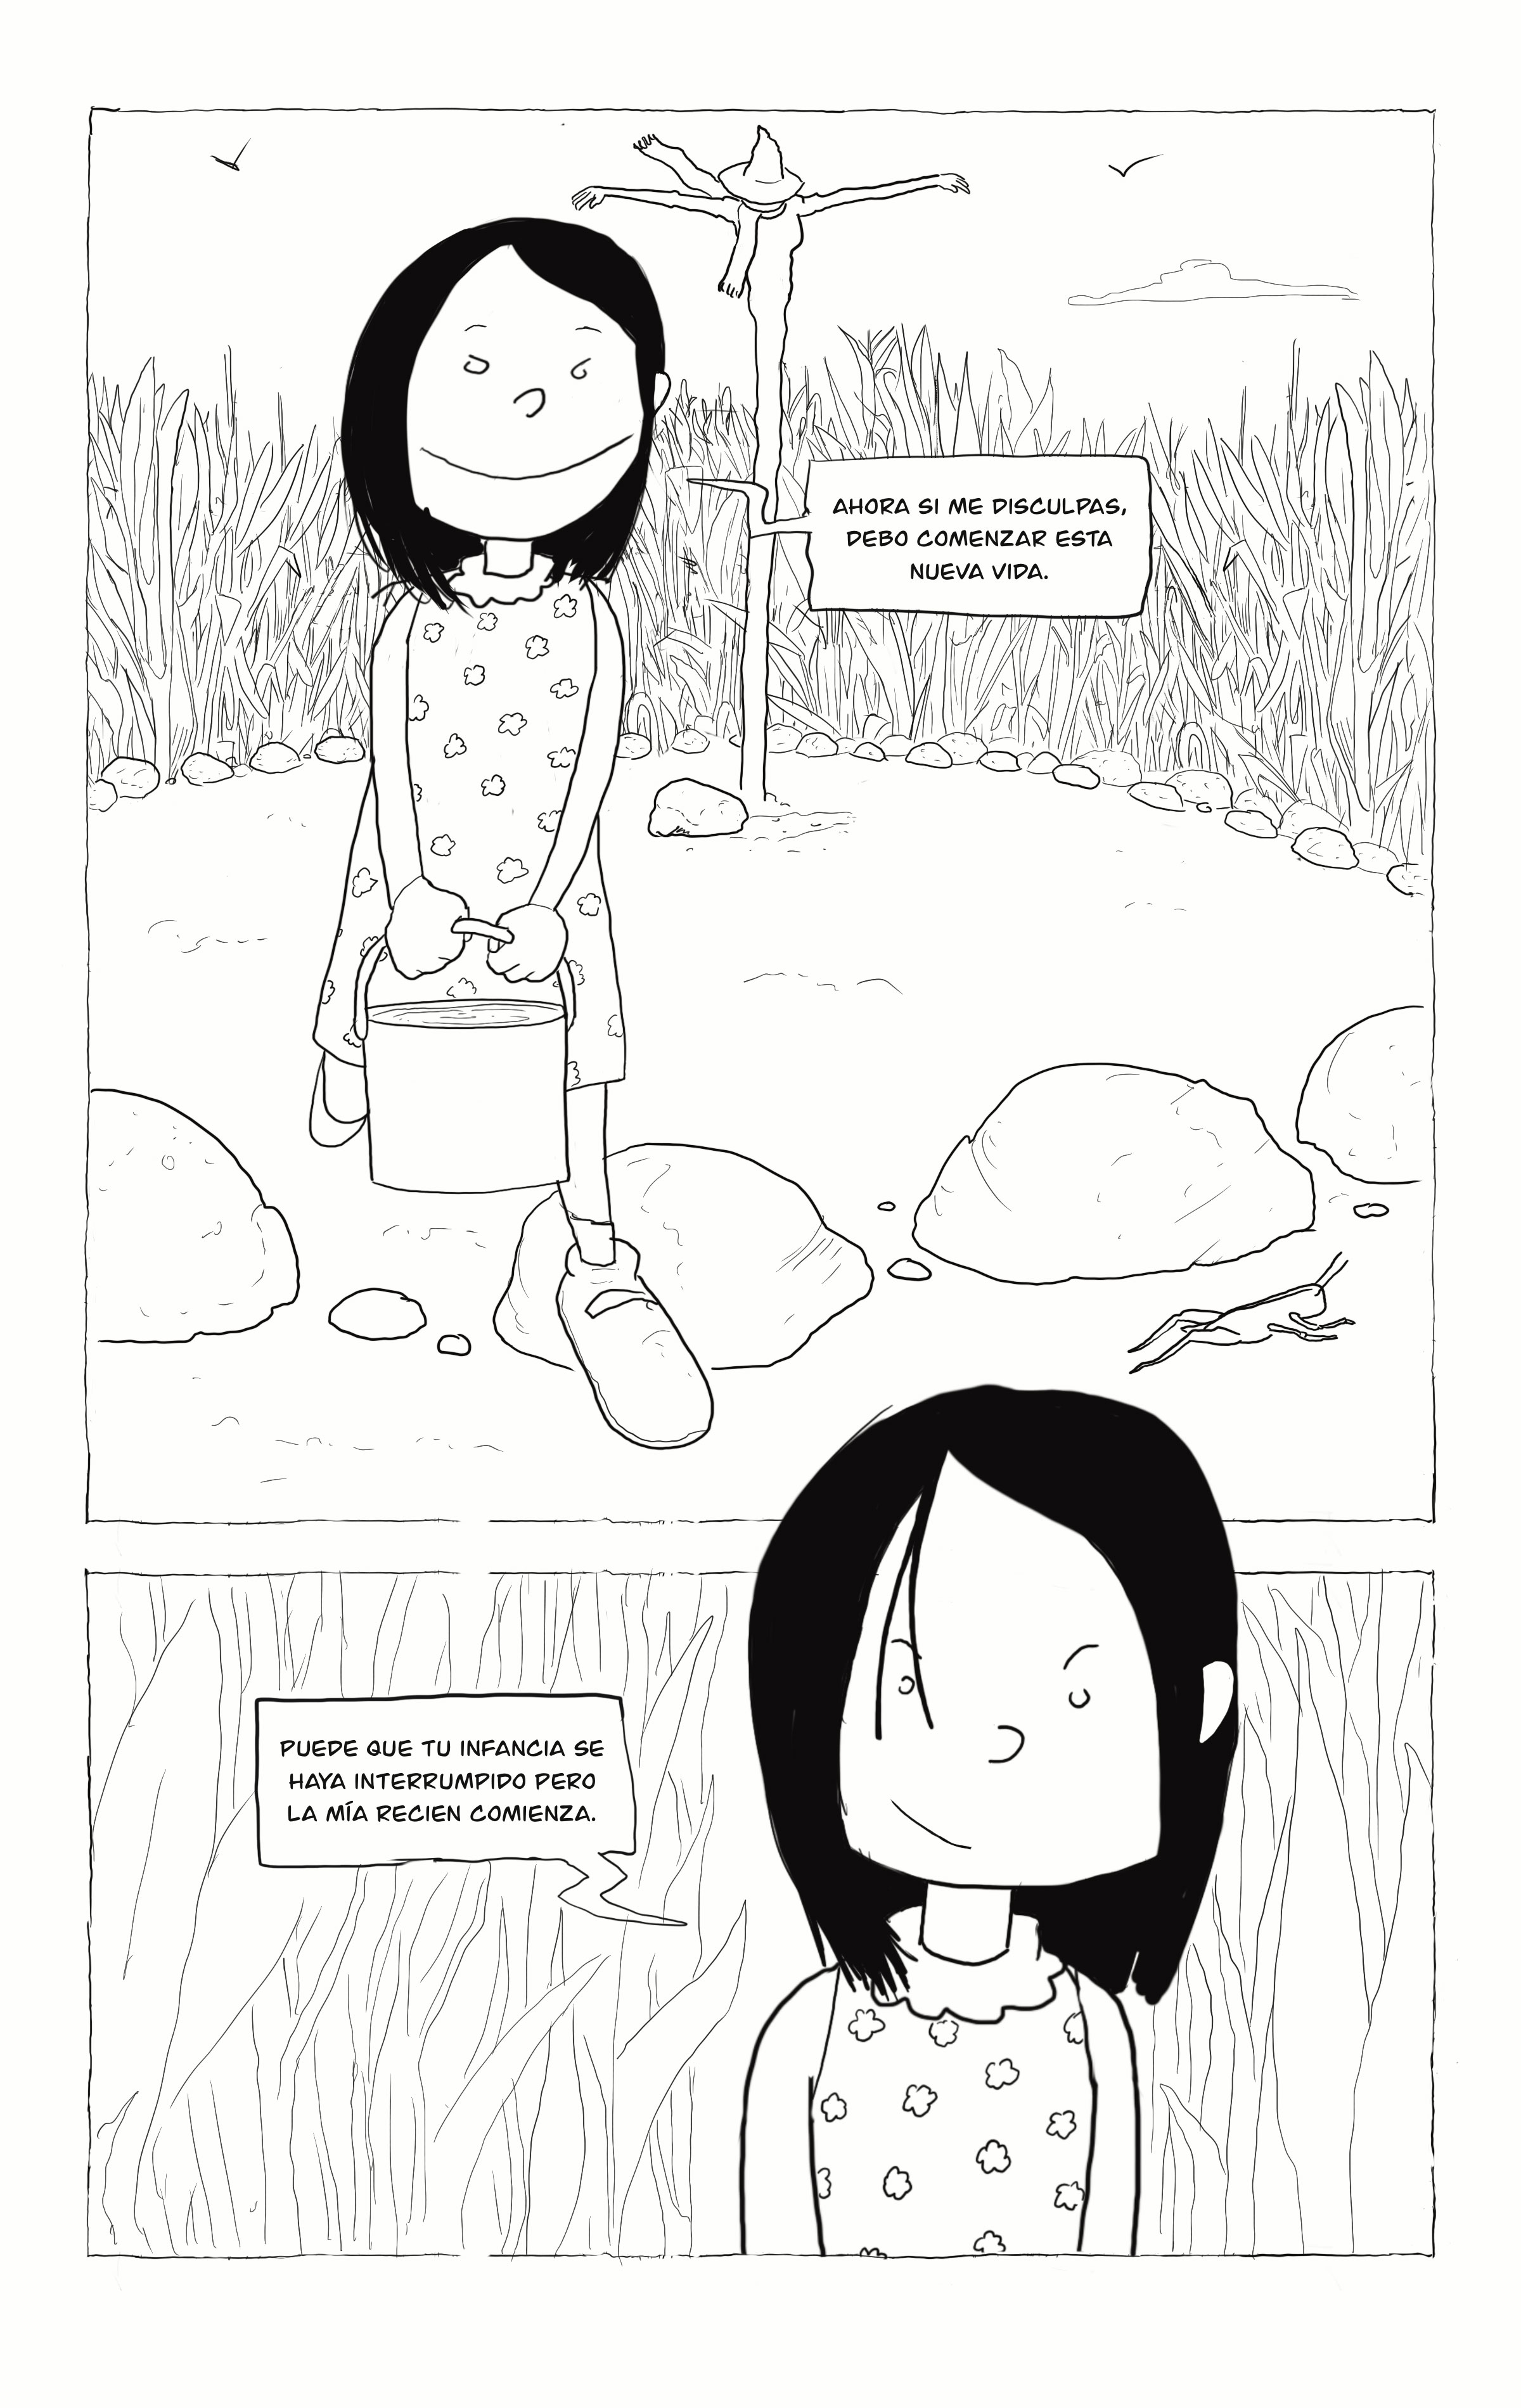 AHORA SI ME DISCULPAS,
DEBO COMENZAR ESTA
NUEVA VIDA.
PUEDE QUE TU INFANCIA SE
HAYA INTERRUMPIDO PERO
LA MÍA RECIEN COMIENZA.